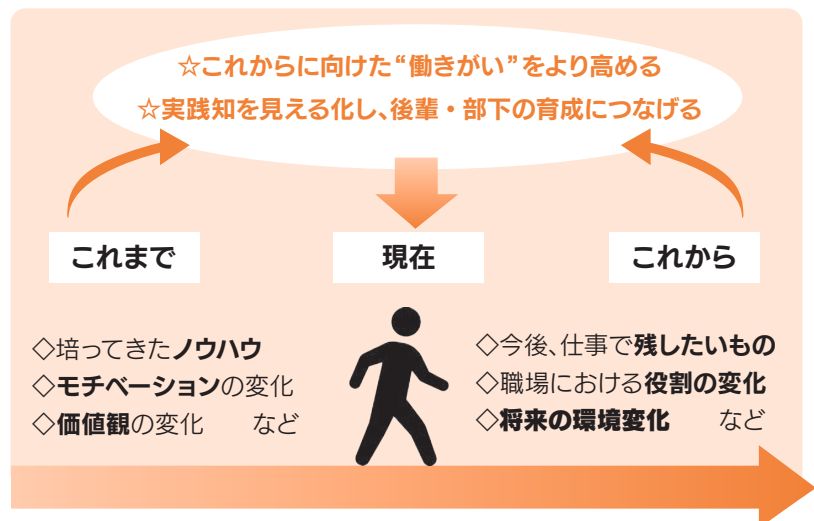 ☆これからに向けた“働きがい”をより高める
☆実践知を見える化し、後輩・部下の育成につなげる
これまで
現在
これから
◇培ってきたノウハウ
◇モチベーションの変化
◇価値観の変化　　など
◇今後、仕事で残したいもの
◇職場における役割の変化
◇将来の環境変化　　など